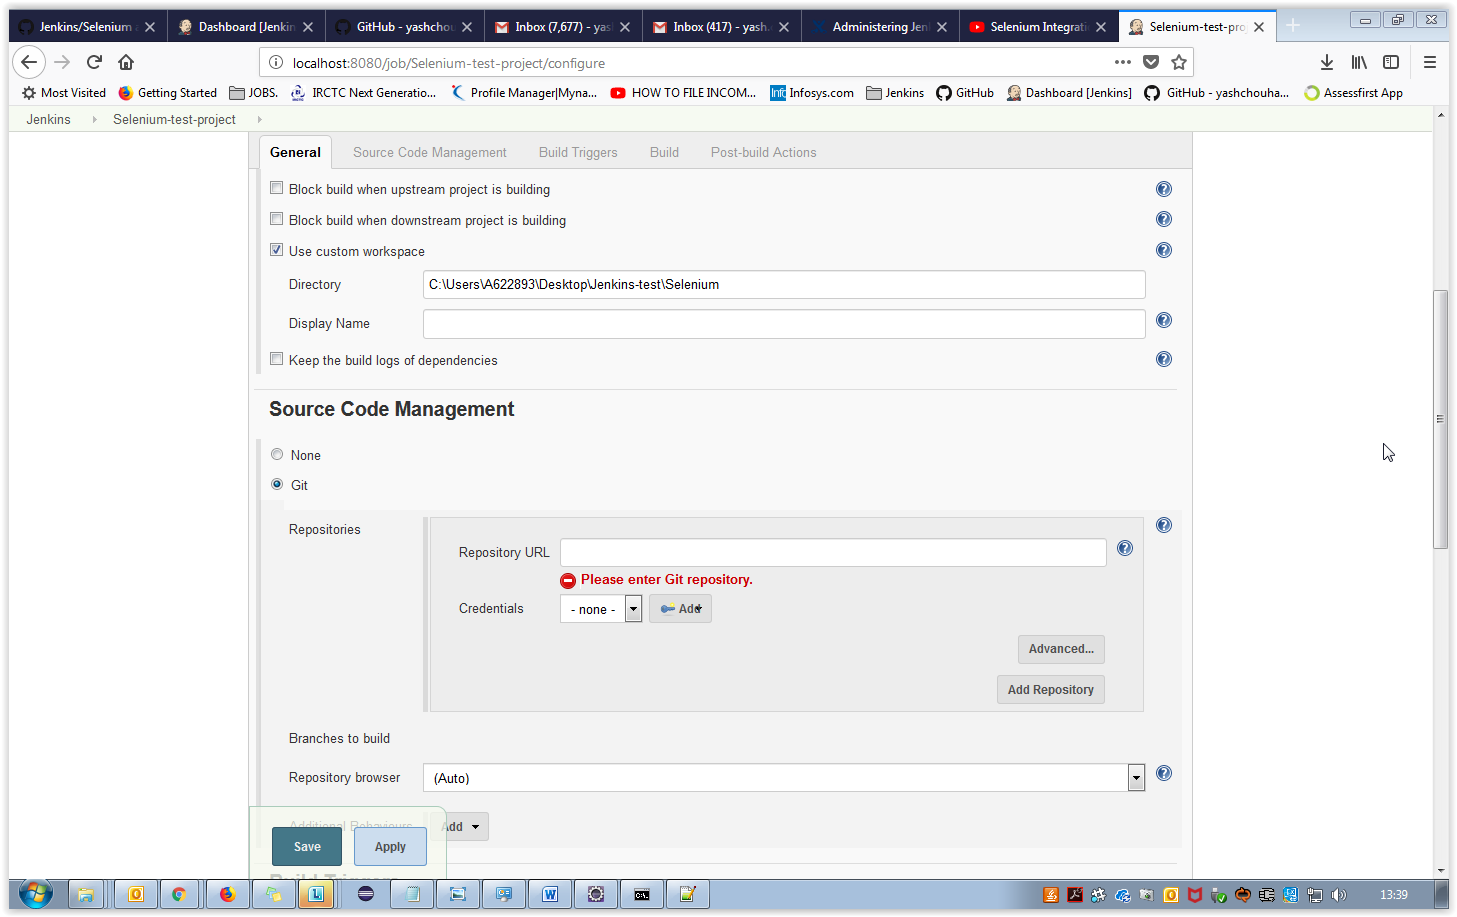 Jenkins/Selenium a
Dashboard [Jenkin
GitHub - yashchou
Inbox (7,677) - yas
Inbox (417) - yash.
Administering Jen
Selenium Integrati
Selenium-test-pro
localhost:8080/job/Selenium-test-project/configure
Most Visited
Getting Started
JOBS.
IRCTC Next Generatio...
Profile Manager|Myna...
HOW TO FILE INCOM...
Infosys.com
Jenkins
GitHub
Dashboard [Jenkins]
GitHub - yashchouha...
Assessfirst App
Jenkins
Selenium-test-project
General
Source Code Management
Build Triggers
Build
Post-build Actions
Block build when upstream project is building
Block build when downstream project is building
Use custom workspace
Directory
C:\Users\A622893\Desktop\Jenkins-test\Selenium
Display Name
Keep the build logs of dependencies
Source Code Management
None
Git
Repositories
Repository URL
Please enter Git repository.
Credentials
- none -
Add
Advanced...
Add Repository
Branches to build
Repository browser
(Auto)
Additional Behaviours
Add
Save
Apply
Build Triggers
13:39